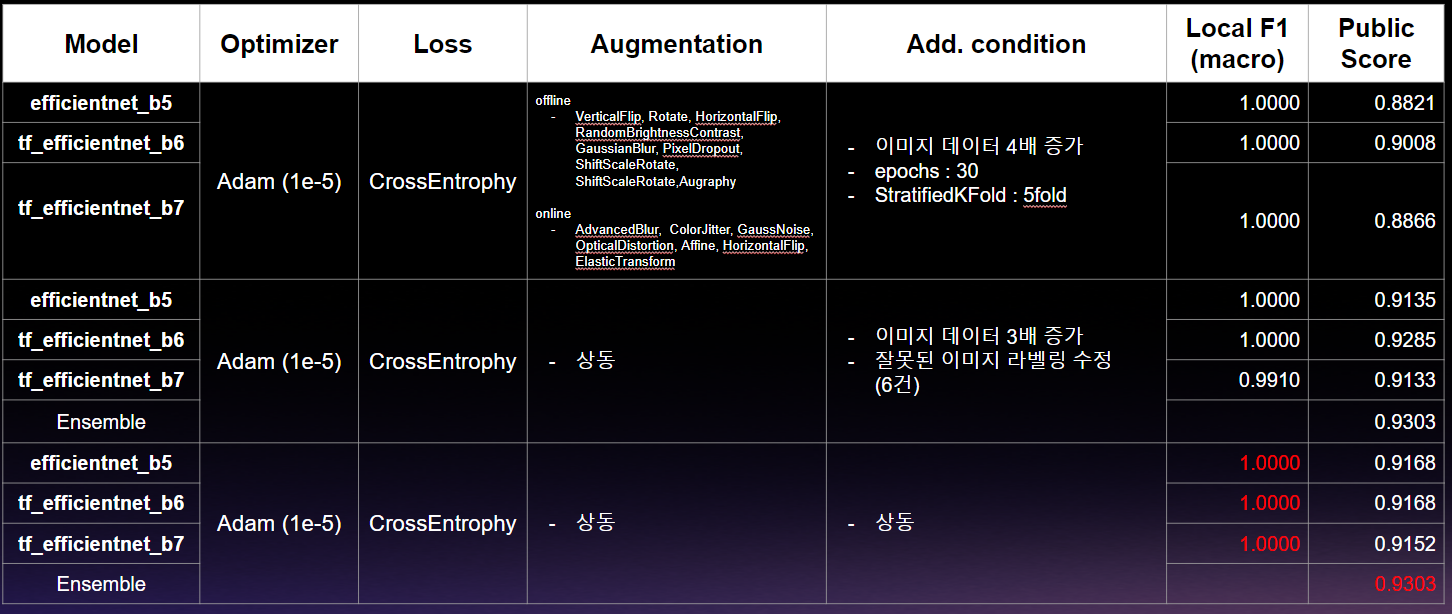 Model
Optimizer
Loss
Augmentation
Add. condition
Local F1
(macro)
Public
Score
efficientnet_b5
tf_efficientnet_b6
tf_efficientnet_b7
Adam (1e-5)
CrossEntrophy
offline
- VerticalFlip, Rotate, HorizontalFlip,
RandomBrightnessContrast,
GaussianBlur, PixelDropout,
ShiftScaleRotate,
ShiftScaleRotate,Augraphy
online
- AdvancedBlur, ColorJitter, GaussNoise,
OpticalDistortion, Affine, HorizontalFlip,
ElasticTransform
- 이미지 데이터 4배 증가
- epochs : 30
- StratifiedKFold : 5fold
1.0000
0.8821
1.0000
0.9008
1.0000
0.8866
efficientnet_b5
tf_efficientnet_b6
tf_efficientnet_b7
Ensemble
Adam (1e-5)
CrossEntrophy
- 상동
- 이미지 데이터 3배 증가
- 잘못된 이미지 라벨링 수정
(6건)
1.0000
0.9135
1.0000
0.9285
0.9910
0.9133
0.9303
efficientnet_b5
tf_efficientnet_b6
tf_efficientnet_b7
Ensemble
Adam (1e-5)
CrossEntrophy
- 상동
- 상동
1.0000
0.9168
1.0000
0.9168
1.0000
0.9152
0.9303